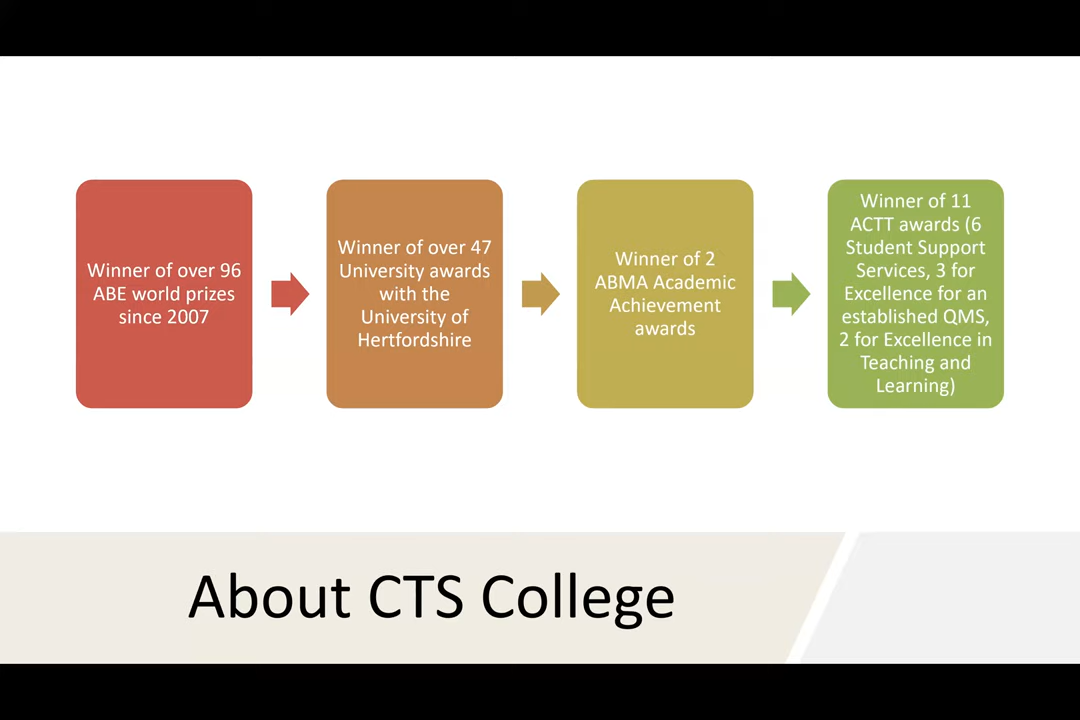 Winner of over 96
ABE world prizes
since 2007
Winner of over 47
University awards
with the
University of
Hertfordshire
Winner of 2
ABMA Academic
Achievement
awards
Winner of 11
ACTT awards (6
Student Support
Services, 3 for
Excellence for an
established QMS,
2 for Excellence in
Teaching and
Learning)
About CTS College